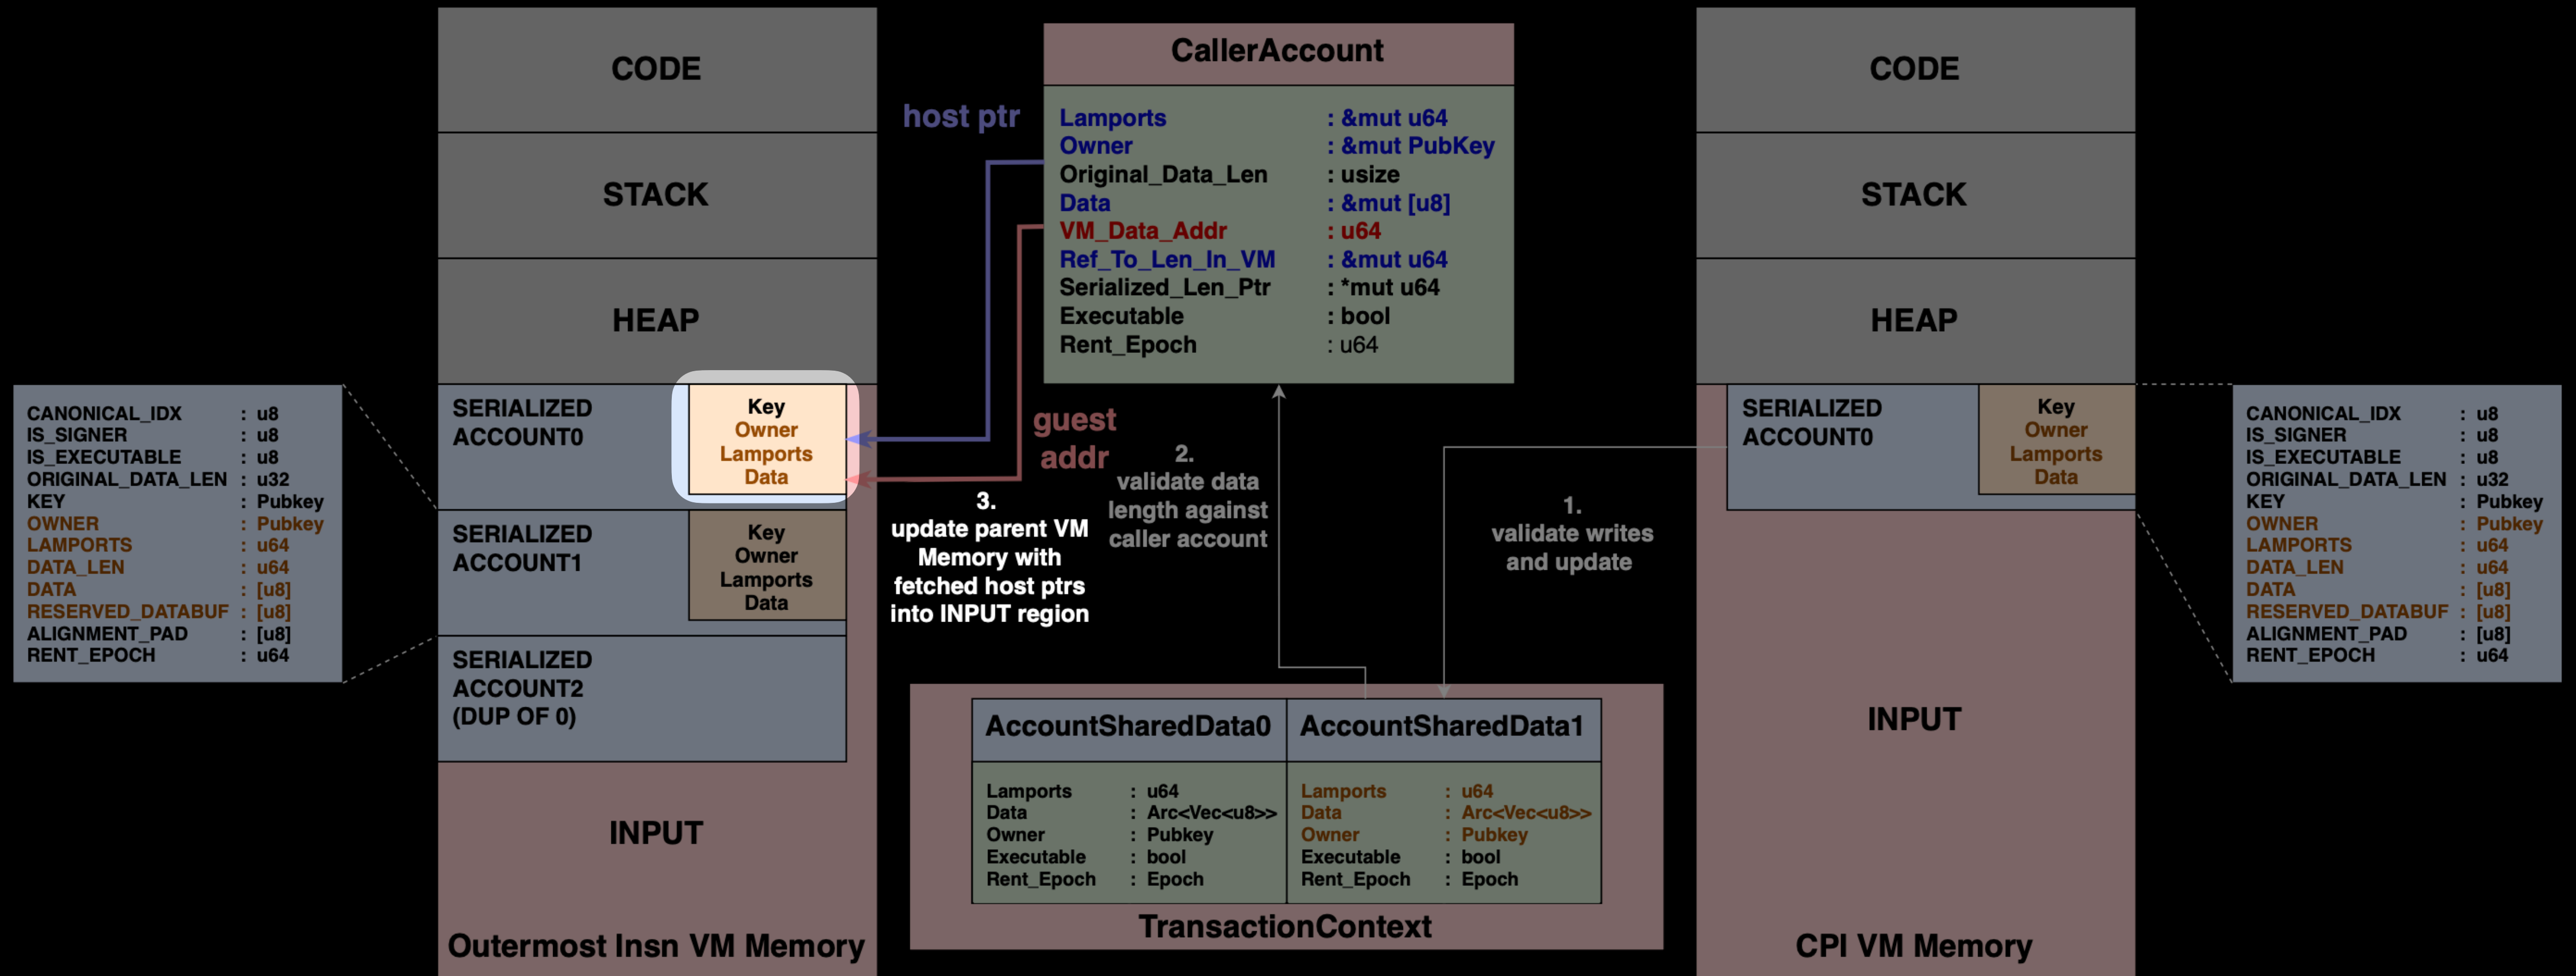 CODE
STACK
HEAP
SERIALIZED
ACCOUNT0
Key
Owner
Lamports
Data
SERIALIZED
ACCOUNT1
Key
Owner
Lamports
Data
SERIALIZED
ACCOUNT2
(DUP OF 0)
INPUT
Outermost Insn VM Memory
CANONICAL_IDX : u8
IS_SIGNER : u8
IS_EXECUTABLE : u8
ORIGINAL_DATA_LEN : u32
KEY : Pubkey
OWNER : Pubkey
LAMPORTS : u64
DATA_LEN : u64
DATA : [u8]
RESERVED_DATABUF : [u8]
ALIGNMENT_PAD : [u8]
RENT_EPOCH : u64
host ptr
guest
addr
3.
update parent VM
Memory with
fetched host ptrs
into INPUT region
CallerAccount
Lamports : &mut u64
Owner : &mut PubKey
Original_Data_Len : usize
Data : &mut [u8]
VM_Data_Addr : u64
Ref_To_Len_In_VM : &mut u64
Serialized_Len_Ptr : *mut u64
Executable : bool
Rent_Epoch : u64
2.
validate data
length against
caller account
1.
validate writes
and update
AccountSharedData0
Lamports : u64
Data : Arc<Vec<u8>>
Owner : Pubkey
Executable : bool
Rent_Epoch : Epoch
AccountSharedData1
Lamports : u64
Data : Arc<Vec<u8>>
Owner : Pubkey
Executable : bool
Rent_Epoch : Epoch
TransactionContext
CODE
STACK
HEAP
SERIALIZED
ACCOUNT0
Key
Owner
Lamports
Data
INPUT
CPI VM Memory
CANONICAL_IDX : u8
IS_SIGNER : u8
IS_EXECUTABLE : u8
ORIGINAL_DATA_LEN : u32
KEY : Pubkey
OWNER : Pubkey
LAMPORTS : u64
DATA_LEN : u64
DATA : [u8]
RESERVED_DATABUF : [u8]
ALIGNMENT_PAD : [u8]
RENT_EPOCH : u64